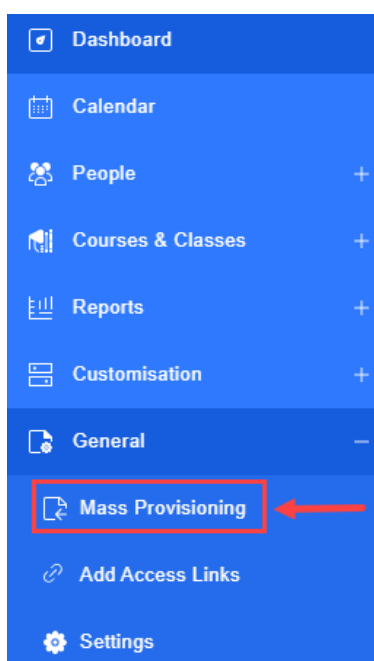 Dashboard
Calendar
People
Courses & Classes
Reports
Customisation
General
Mass Provisioning
Add Access Links
Settings